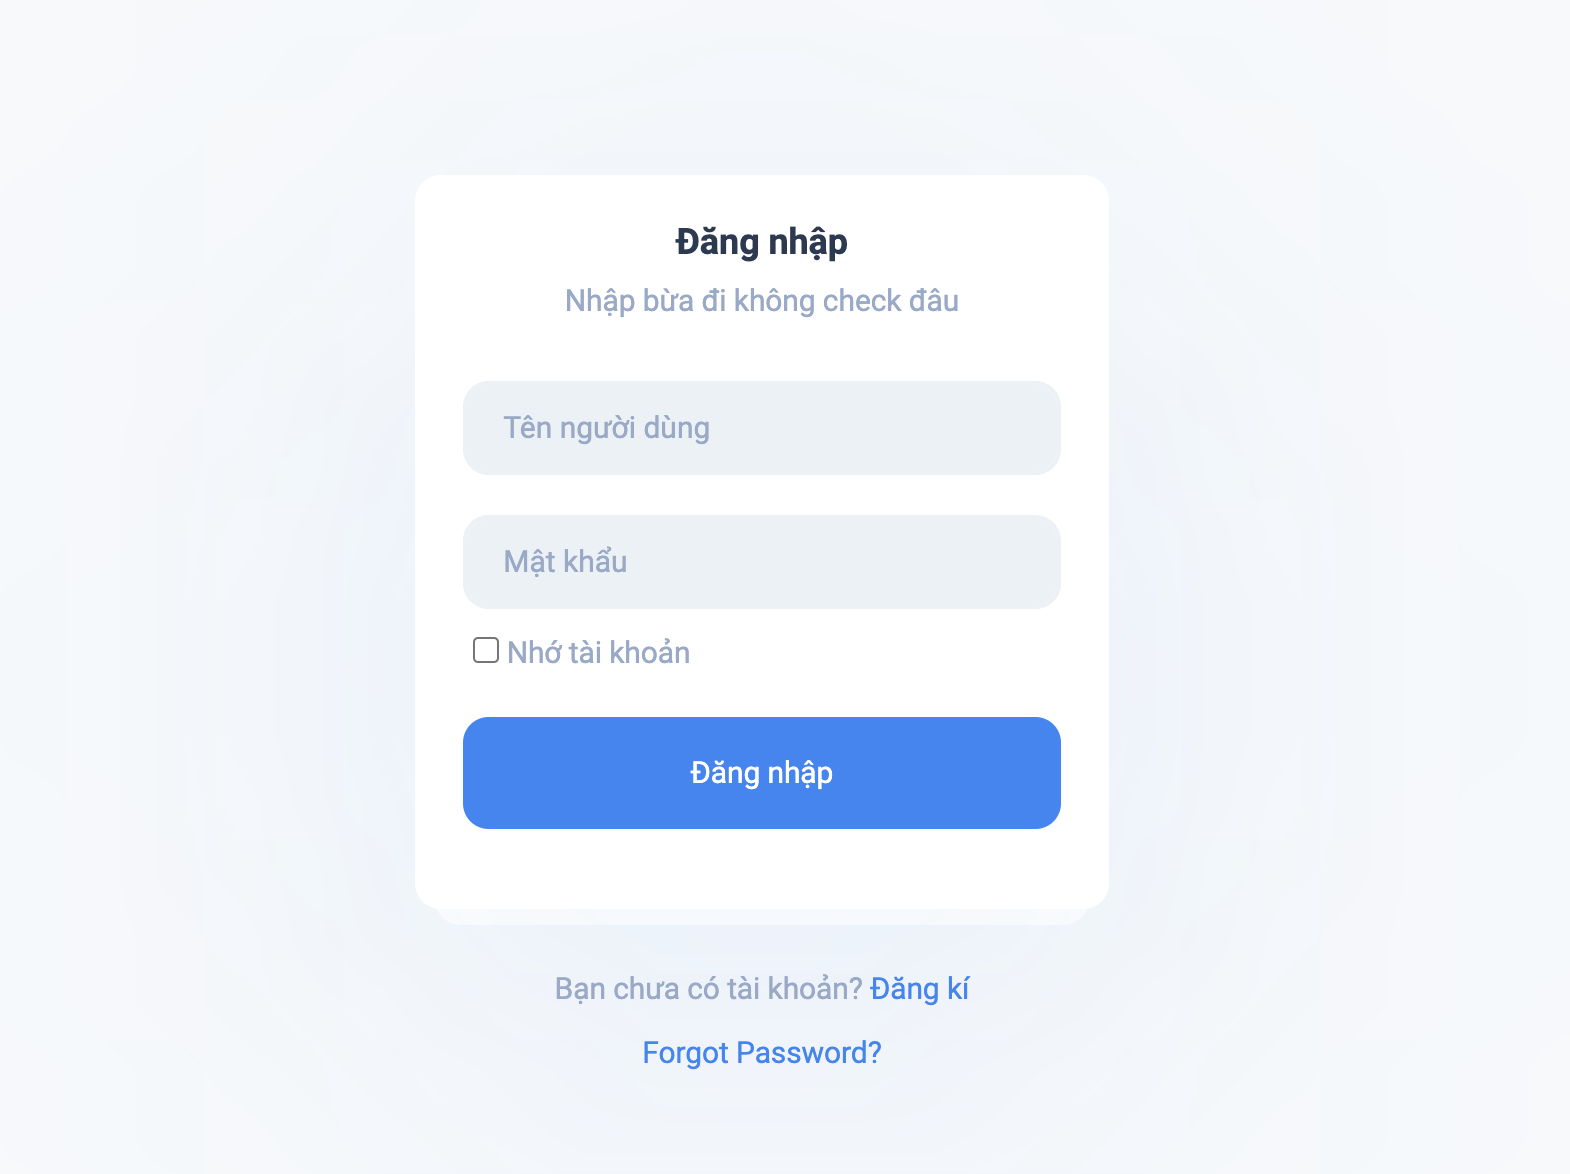 Đăng nhập
Nhập bừa đi không check đâu
Tên người dùng
Mật khẩu
Nhớ tài khoản
Đăng nhập
Bạn chưa có tài khoản? Đăng kí
Forgot Password?